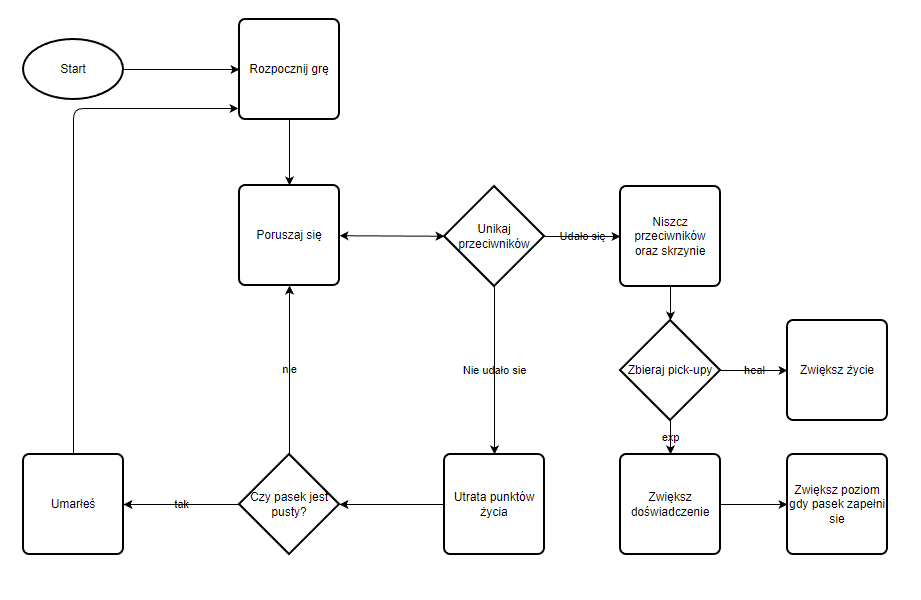 Start
Rozpocznij grę
Poruszaj się
Unikaj
przeciwników
Udało się
Niszcz
przeciwników
oraz skrzynie
nie
Nie udało sie
Zbieraj pick-upy
heal
Zwiększ życie
exp
Umarłeś
tak
Czy pasek jest
pusty?
Utrata punktów
życia
Zwiększ
doświadczenie
Zwiększ poziom
gdy pasek zapełni
sie